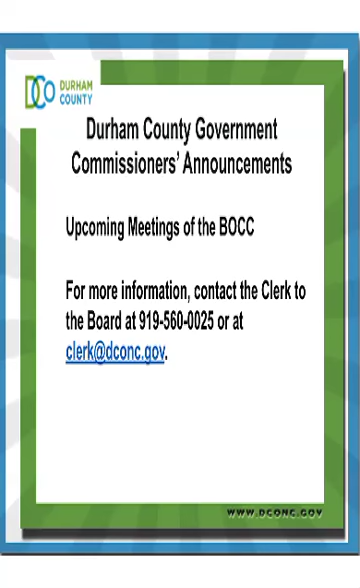 DCO DURHAM
COUNTY
Durham County Government
Commissioners' Announcements
Upcoming Meetings of the BOCC
For more information, contact the Clerk to
the Board at 919-560-0025 or at
clerk@dconc.gov.
WWW.DCONC.GOV